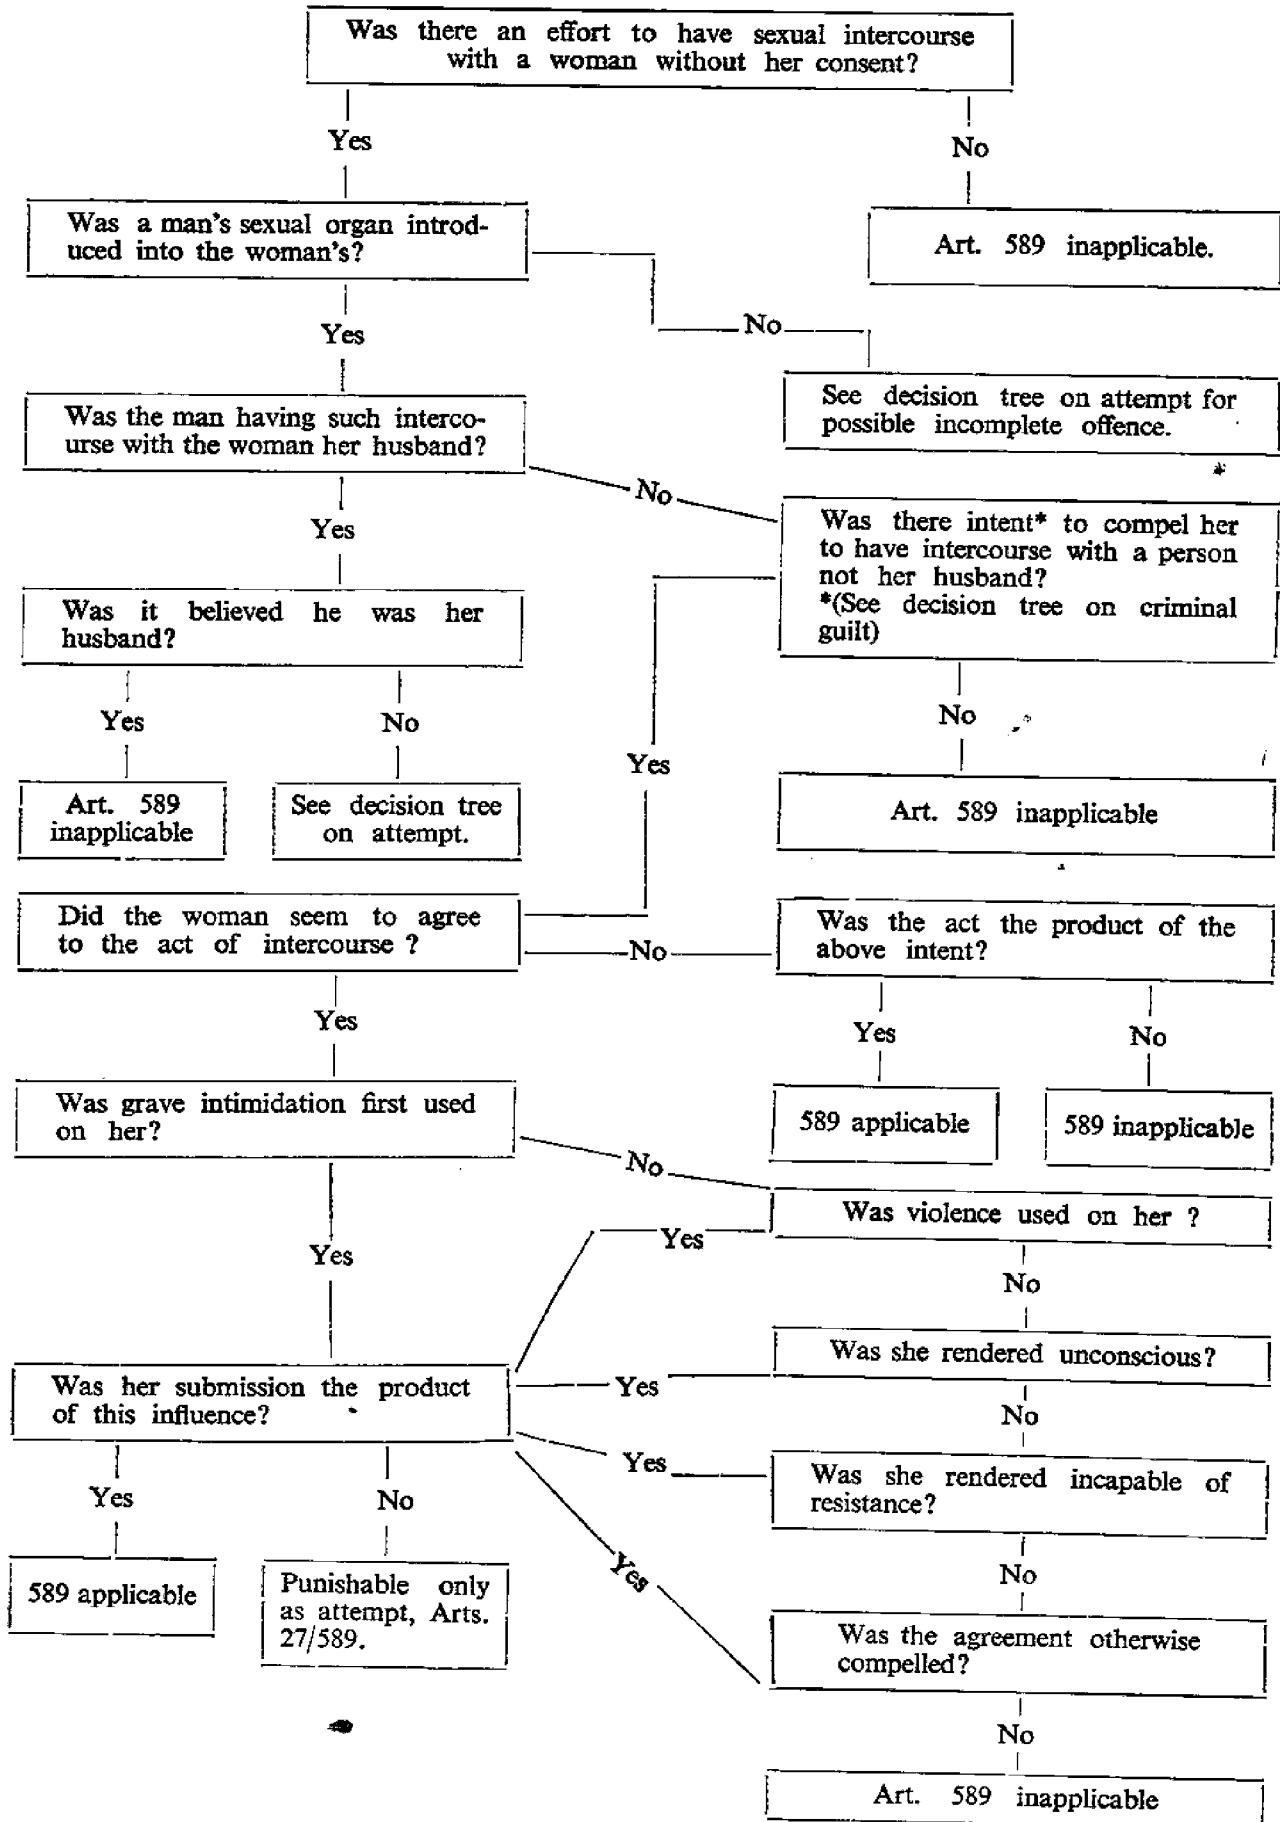 Was there an effort to have sexual intercourse
with a woman without her consent?
Yes
No
Was a man's sexual organ introd-
uced into the woman's?
Art. 589 inapplicable.
Yes
No
See decision tree on attempt for
possible incomplete offence.
Was the man having such interco-
urse with the woman her husband?
No
Yes
Was there intent* to compel her
to have intercourse with a person
not her husband?
*(See decision tree on criminal
guilt)
Was it believed he was her
husband?
Yes
No
No
Yes
Art. 589
inapplicable
See decision tree
on attempt.
Art. 589 inapplicable
Did the woman seem to agree
to the act of intercourse ?
No
Was the act the product of the
above intent?
Yes
Yes
No
Was grave intimidation first used
on her?
589 applicable
589 inapplicable
No
Was violence used on her ?
Yes
Yes
No
Was she rendered unconscious?
Was her submission the product
of this influence?
Yes
No
Yes
Was she rendered incapable of
resistance?
Yes
No
Yes
No
589 applicable
Punishable only
as attempt, Arts.
27/589.
Was the agreement otherwise
compelled?
No
Art. 589 inapplicable